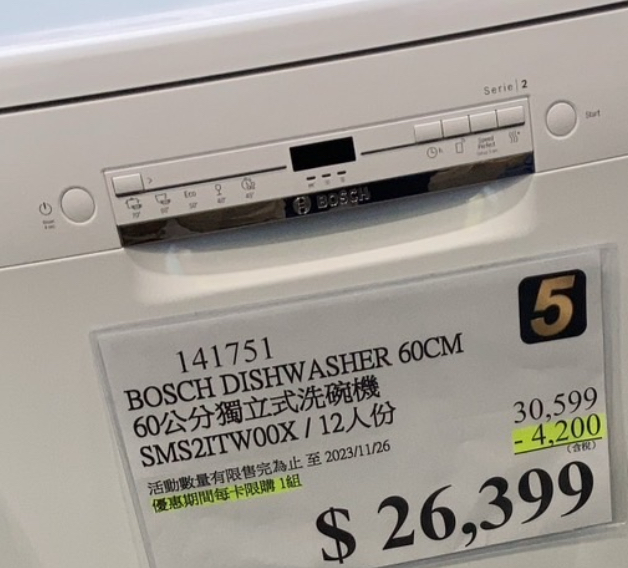 Serie | 2
Start
Eco
70°
BOSCH
5
141751
BOSCH DISHWASHER 60CM
60公分獨立式洗碗機
SMS2ITW00X / 12人份
30,599
- 4,200
(含稅)
活動數量有限售完為止 至 2023/11/26
優惠期間每卡限購 1組
$ 26,399